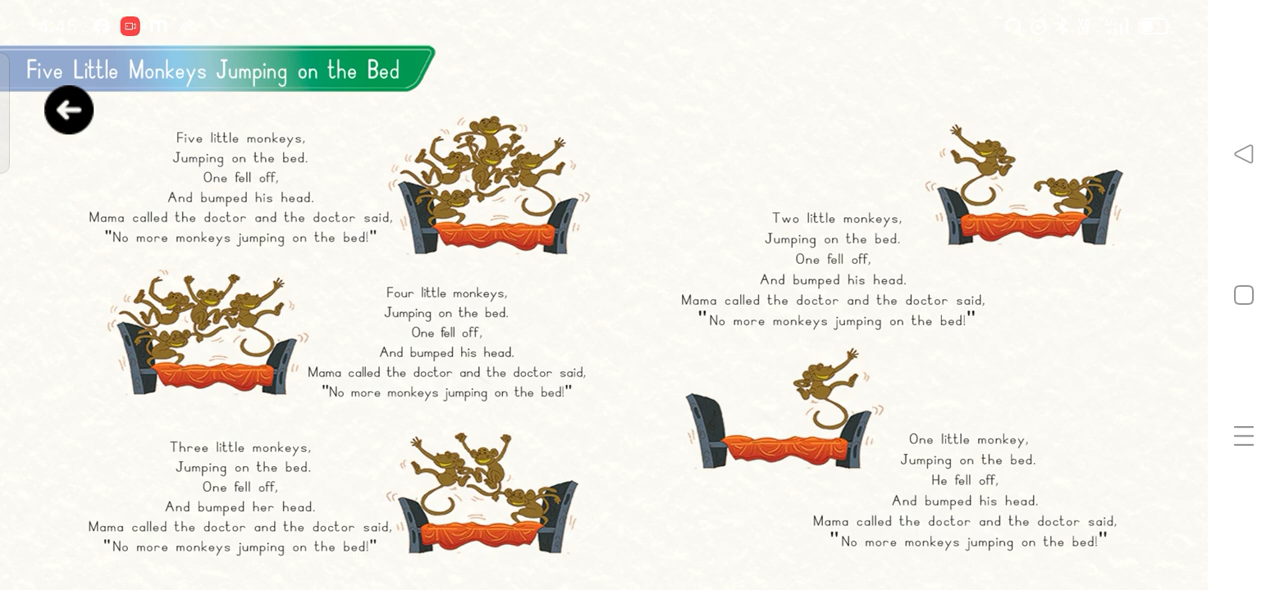 Five Little Monkeys Jumping on the Bed
Five little monkeys,
Jumping on the bed.
One fell off,
And bumped his head.
Mama called the doctor and the doctor said,
"No more monkeys jumping on the bed!"
Four little monkeys,
Jumping on the bed.
One fell off,
And bumped his head.
Mama called the doctor and the doctor said,
"No more monkeys jumping on the bed!"
Three little monkeys,
Jumping on the bed.
One fell off,
And bumped her head.
Mama called the doctor and the doctor said,
"No more monkeys jumping on the bed!"
Two little monkeys,
Jumping on the bed.
One fell off,
And bumped his head.
Mama called the doctor and the doctor said,
"No more monkeys jumping on the bed!"
One little monkey,
Jumping on the bed.
He fell off,
And bumped his head.
Mama called the doctor and the doctor said,
"No more monkeys jumping on the bed!"